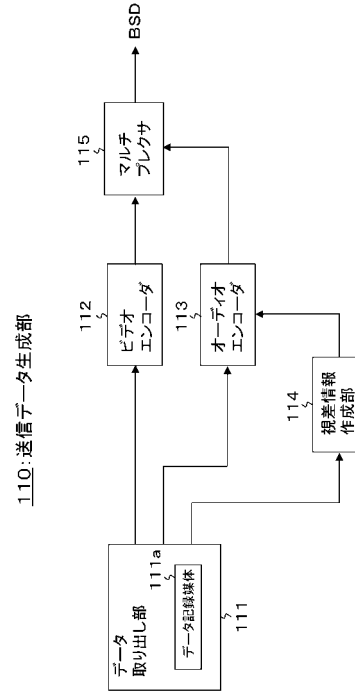 110:送信データ生成部
データ
取り出し部
111a
データ記録媒体
111
112
ビデオ
エンコーダ
113
オーディオ
エンコーダ
114
視差情報
作成部
115
マルチ
プレクサ
BSD